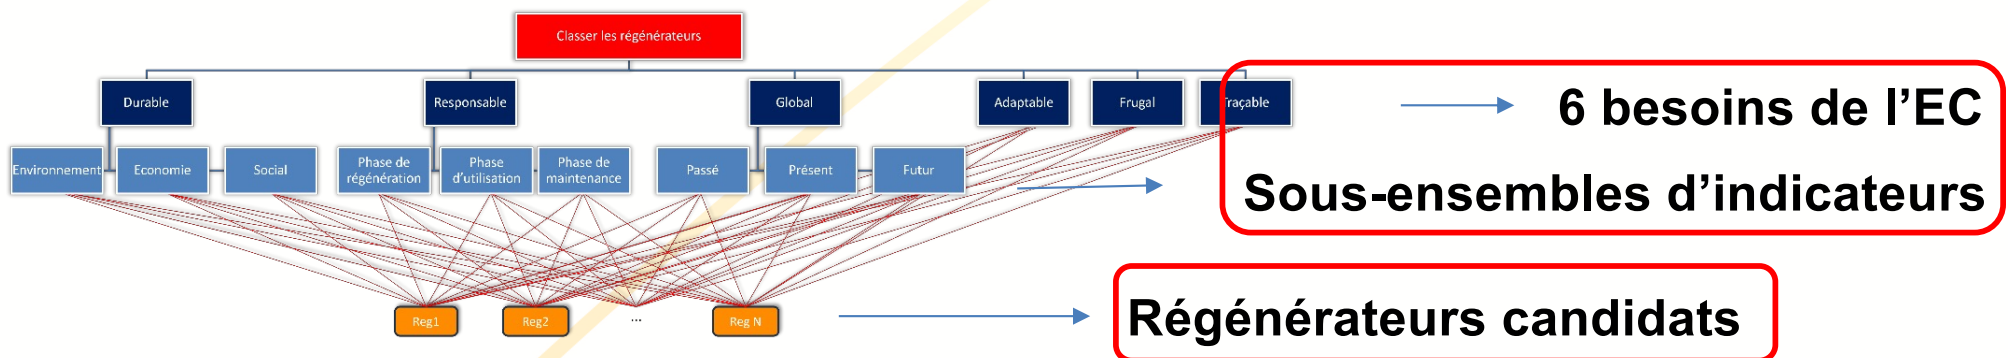 Classer les régénérateurs
Durable
Responsable
Global
Adaptable
Frugal
Traçable
6 besoins de l’EC
Environnement
Economie
Social
Phase de
régénération
Phase
d’utilisation
Phase de
maintenance
Passé
Présent
Futur
Sous-ensembles d’indicateurs
Reg1
Reg2
...
Reg N
Régénérateurs candidats